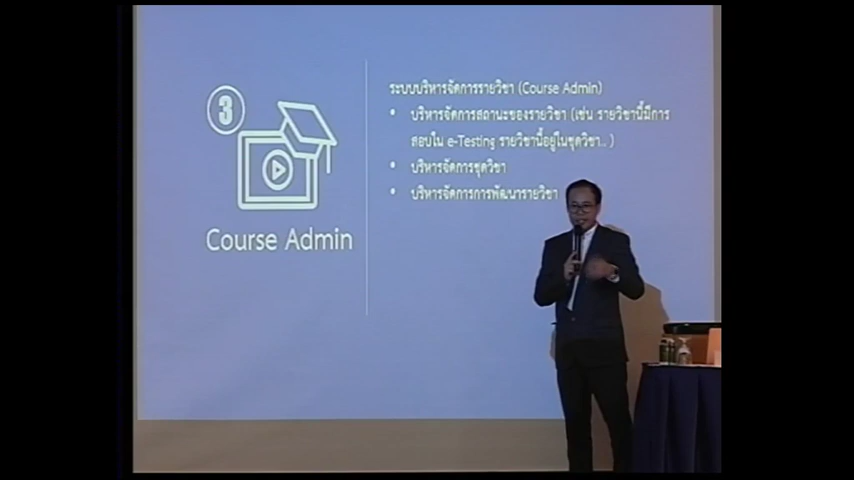 3
Course Admin
ระบบบริหารจัดการรายวิชา (Course Admin)
• บริหารจัดการสถานะของรายวิชา (เช่น รายวิชานี้มีการ
สอบใน e-Testing รายวิชานี้อยู่ในชุดวิชา.. )
• บริหารจัดการชุดวิชา
• บริหารจัดการการพัฒนารายวิชา